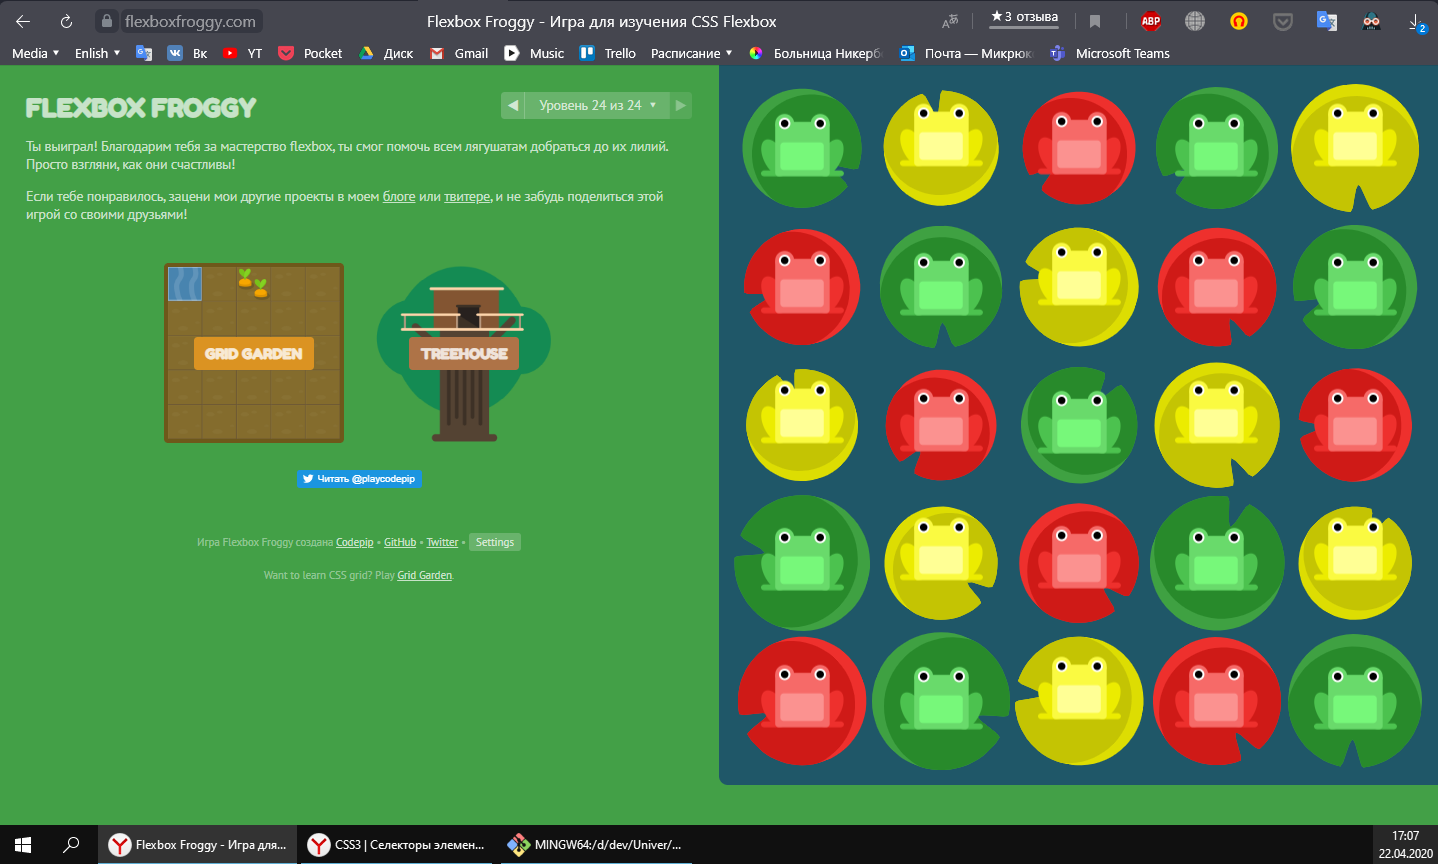 flexboxfroggy.com
Flexbox Froggy - Игра для изучения CSS Flexbox
★3 отзыва
ABP
2
Media ▾ Enlish ▾ Вк YT Pocket Диск Gmail Music Trello Расписание ▾ Больница Никерб Почта — Микрюк Microsoft Teams
FLEXBOX FROGGY
◀ Уровень 24 из 24 ▾ ▶
Ты выиграл! Благодарим тебя за мастерство flexbox, ты смог помочь всем лягушатам добраться до их лилий.
Просто взгляни, как они счастливы!
Если тебе понравилось, зацени мои другие проекты в моем блоге или твитере, и не забудь поделиться этой
игрой со своими друзьями!
GRID GARDEN
TREEHOUSE
Читать @playcodepip
Игра Flexbox Froggy создана Codepip • GitHub • Twitter • Settings
Want to learn CSS grid? Play Grid Garden.
Flexbox Froggy - Игра для...
CSS3 | Селекторы элемен...
MINGW64:/d/dev/Univer/...
17:07
22.04.2020